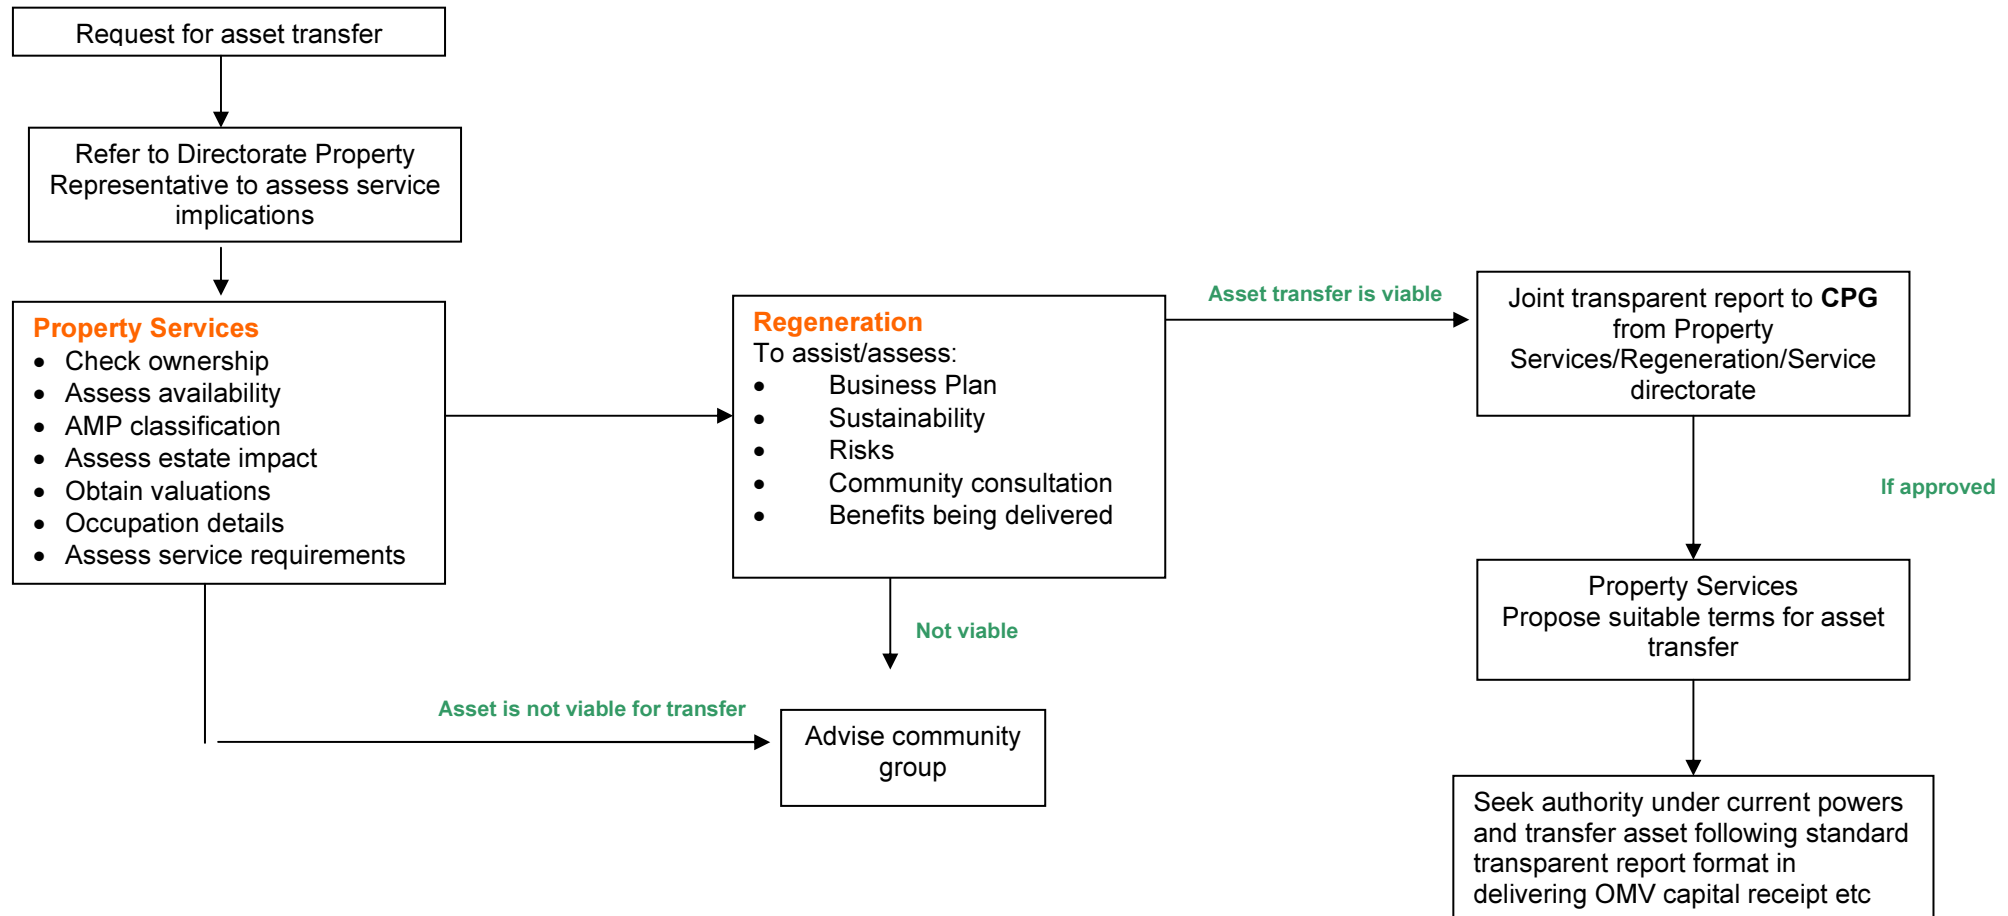 Request for asset transfer
Refer to Directorate Property
Representative to assess service
implications
Property Services
• Check ownership
• Assess availability
• AMP classification
• Assess estate impact
• Obtain valuations
• Occupation details
• Assess service requirements
Regeneration
To assist/assess:
• Business Plan
• Sustainability
• Risks
• Community consultation
• Benefits being delivered
Asset transfer is viable
Joint transparent report to CPG
from Property
Services/Regeneration/Service
directorate
If approved
Not viable
Property Services
Propose suitable terms for asset
transfer
Asset is not viable for transfer
Advise community
group
Seek authority under current powers
and transfer asset following standard
transparent report format in
delivering OMV capital receipt etc